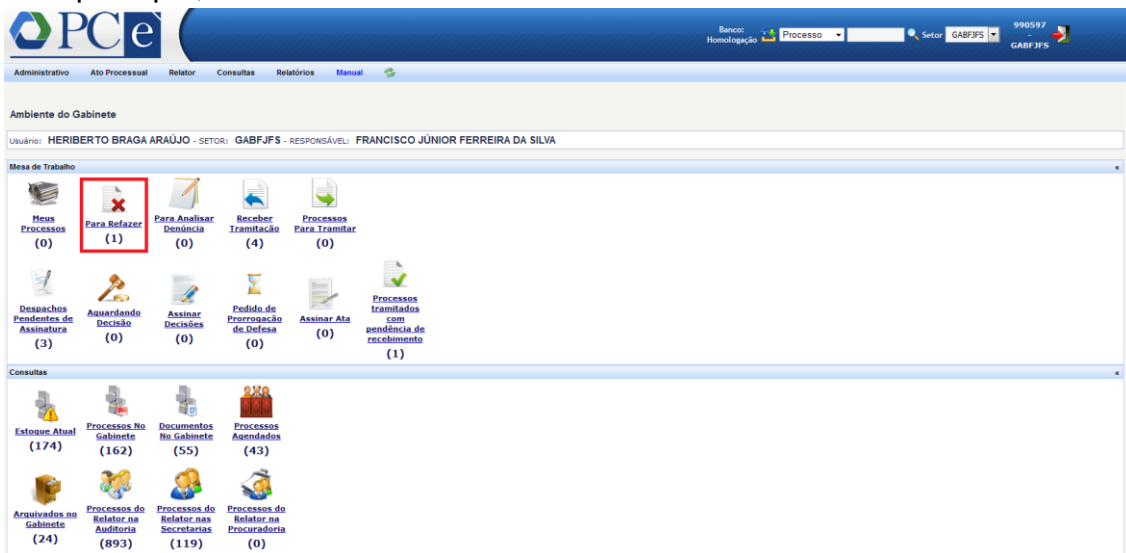 PCe
Banco:
Homologação
Processo
Setor
GABFJFS
990597
-
GABFJFS
Administrativo Ato Processual Relator Consultas Relatórios Manual
Ambiente do Gabinete
Usuário: HERIBERTO BRAGA ARAÚJO - SETOR: GABFJFS - RESPONSÁVEL: FRANCISCO JÚNIOR FERREIRA DA SILVA
Mesa de Trabalho «
Meus
Processos
(0)
Para Refazer
(1)
Para Analisar
Denúncia
(0)
Receber
Tramitacão
(4)
Processos
Para Tramitar
(0)
Despachos
Pendentes de
Assinatura
(3)
Aguardando
Decisão
(0)
Assinar
Decisões
(0)
Pedido de
Prorrogação
de Defesa
(0)
Assinar Ata
(0)
Processos
tramitados
com
pendência de
recebimento
(1)
Consultas «
Estoque Atual
(174)
Processos No
Gabinete
(162)
Documentos
No Gabinete
(55)
Processos
Agendados
(43)
Arquivados no
Gabinete
(24)
Processos do
Relator na
Auditoria
(893)
Processos do
Relator nas
Secretarias
(119)
Processos do
Relator na
Procuradoria
(0)